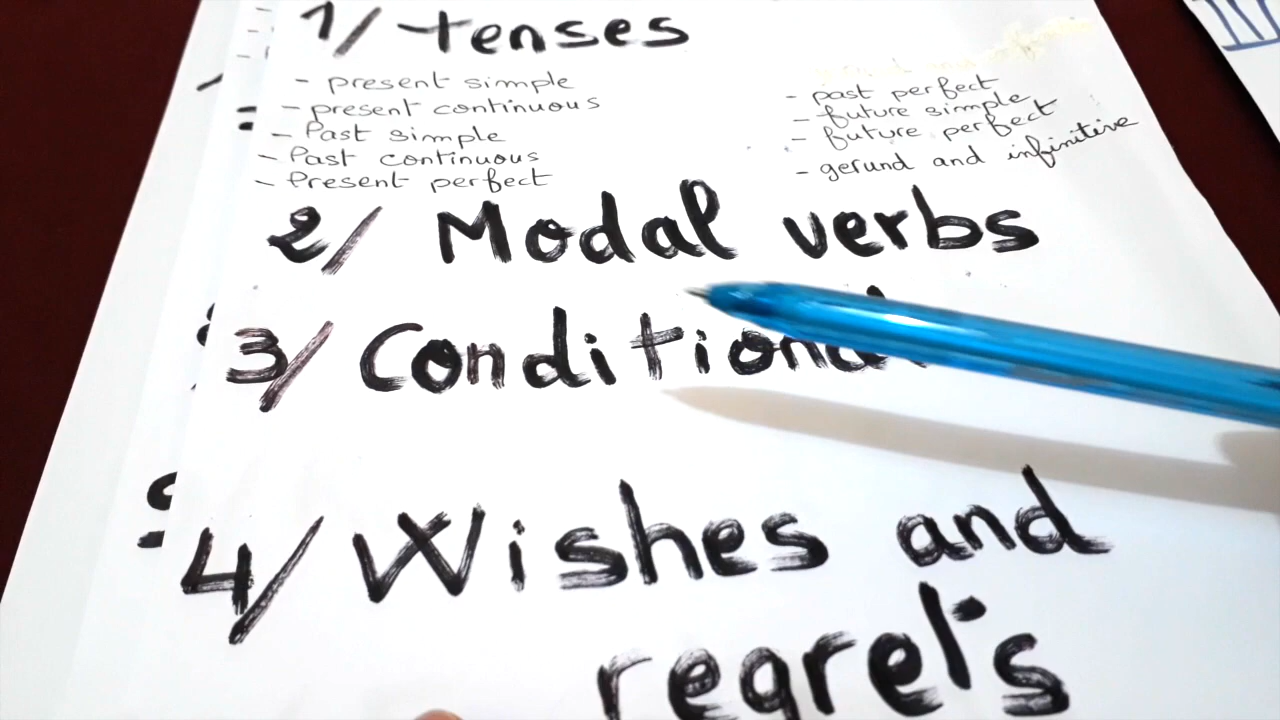 1/ tenses
- present simple
- present continuous
- Past simple
- Past continuous
- Present perfect
- past perfect
- future simple
- future perfect
- gerund and infinitive
2/ Modal verbs
3/ Conditional
4/ Wishes and
regrets